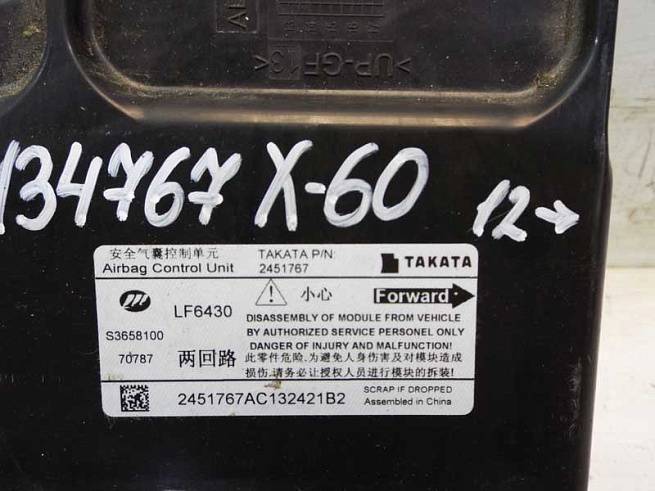 >UP-GF13<
134767 X-60 12→
安全气囊控制单元
Airbag Control Unit
TAKATA P/N:
2451767
TAKATA
LF6430
小心
Forward
S3658100
70787
两回路
DISASSEMBLY OF MODULE FROM VEHICLE
BY AUTHORIZED SERVICE PERSONEL ONLY
DANGER OF INJURY AND MALFUNCTION!
此零件危险.为避免人身伤害及对模块造成
损伤.请务必让授权人员进行模块的拆装!
2451767AC132421B2
SCRAP IF DROPPED
Assembled in China